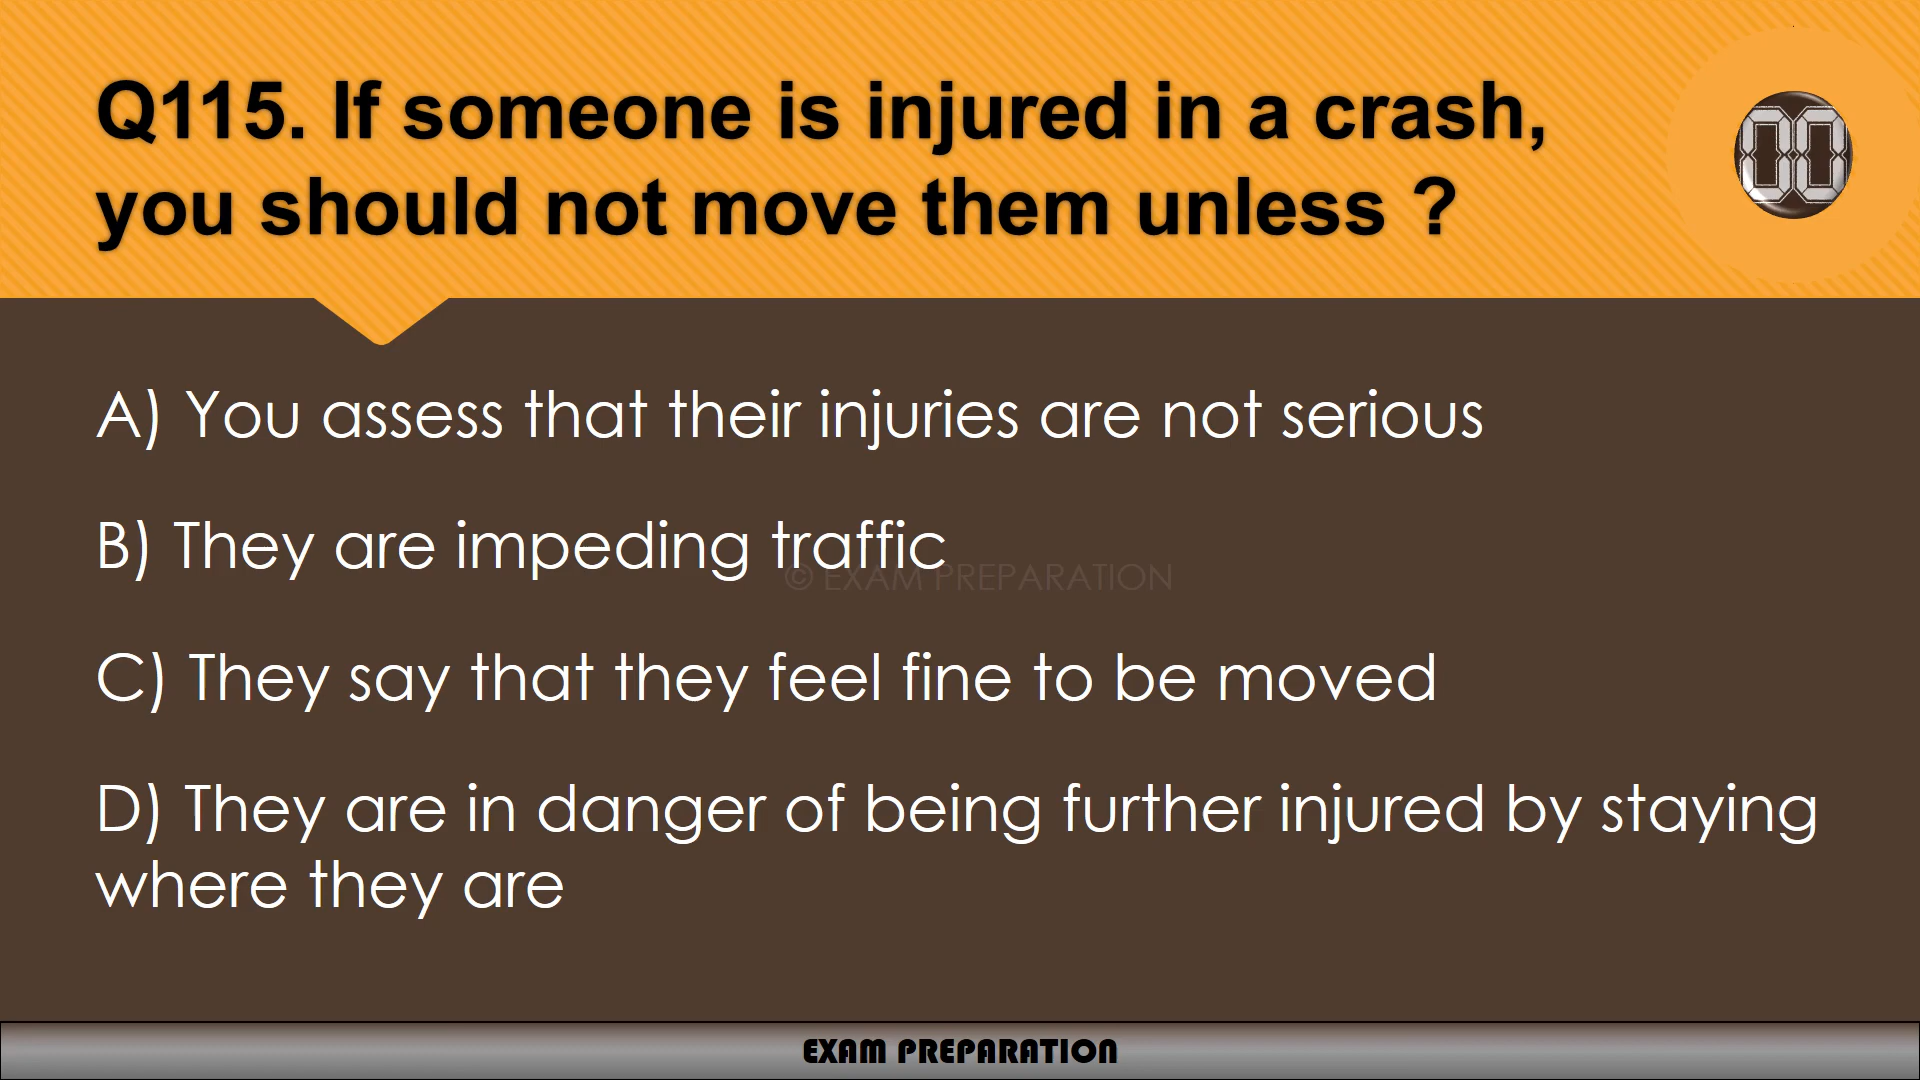 Q115. If someone is injured in a crash,
you should not move them unless ?
00
A) You assess that their injuries are not serious
B) They are impeding traffic
© EXAM PREPARATION
C) They say that they feel fine to be moved
D) They are in danger of being further injured by staying
where they are
EXAM PREPARATION